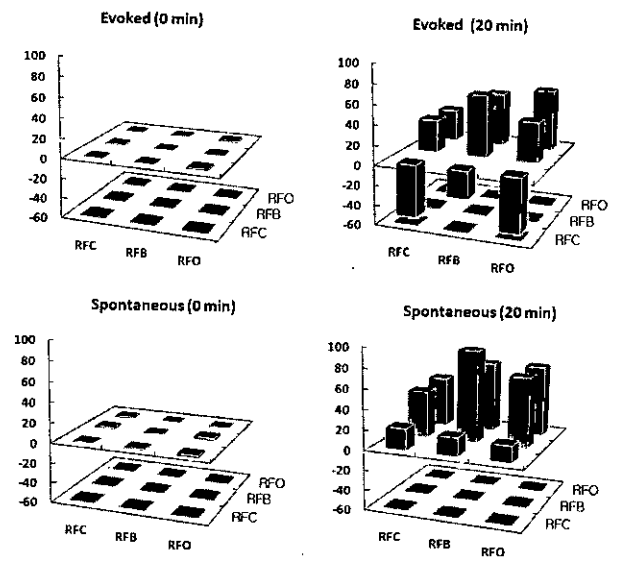 Evoked (0 min)
100
80
60
40
20
0
-20
-40
-60
RFC RFB RFO
RFO
RFB
RFC
Evoked (20 min)
100
80
60
40
20
0
-20
-40
-60
RFC RFB RFO
RFO
RFB
RFC
Spontaneous (0 min)
100
80
60
40
20
0
-20
-40
-60
RFC RFB RFO
RFO
RFB
RFC
Spontaneous (20 min)
100
80
60
40
20
0
-20
-40
-60
RFC RFB RFO
RFO
RFB
RFC